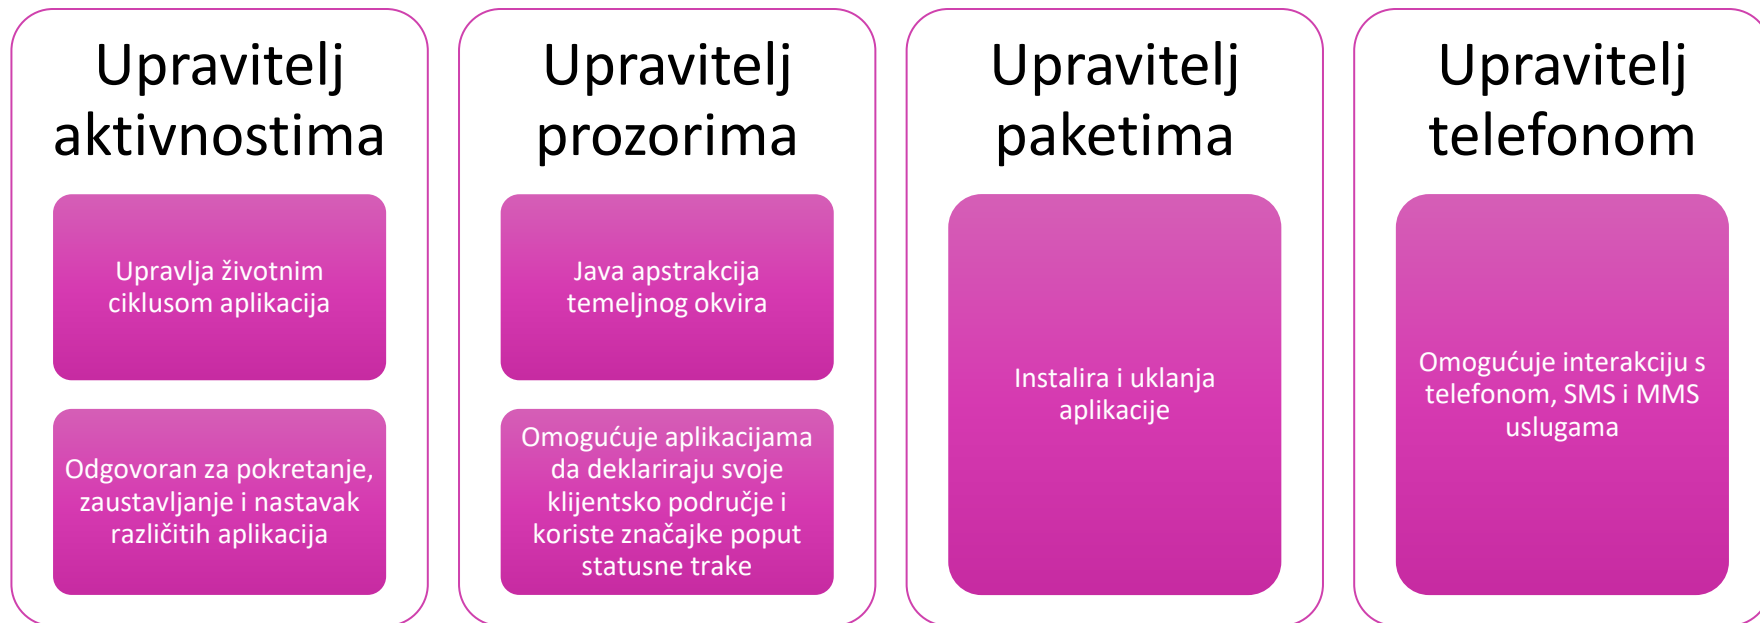 Upravitelj
aktivnostima
Upravlja životnim
ciklusom aplikacija
Odgovoran za pokretanje,
zaustavljanje i nastavak
različitih aplikacija
Upravitelj
prozorima
Java apstrakcija
temeljnog okvira
Omogućuje aplikacijama
da deklariraju svoje
klijentsko područje i
koriste značajke poput
statusne trake
Upravitelj
paketima
Instalira i uklanja
aplikacije
Upravitelj
telefonom
Omogućuje interakciju s
telefonom, SMS i MMS
uslugama